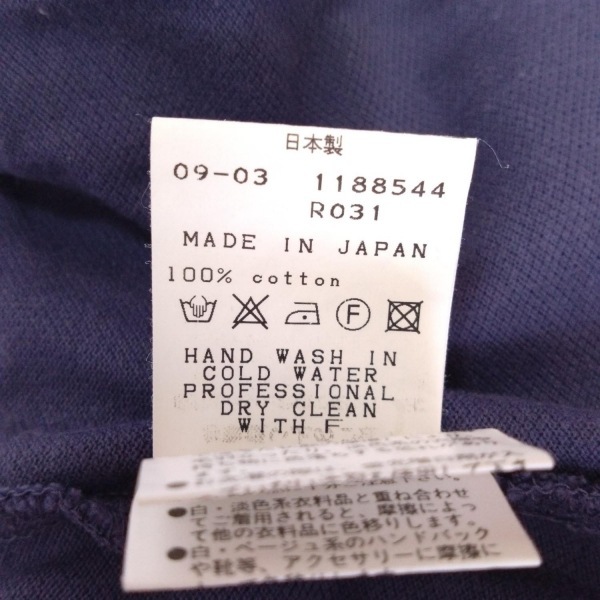 日本製
09-03 1188544
R031
MADE IN JAPAN
100% cotton
F
HAND WASH IN
COLD WATER
PROFESSIONAL
DRY CLEAN
WITH F
●白・淡色系衣料品と重ね合わせ
てご着用されると、摩擦によっ
て他の衣料品に色移りします。
●白・ベージュ系のハンドバック
や靴等、アクセサリーに摩擦に